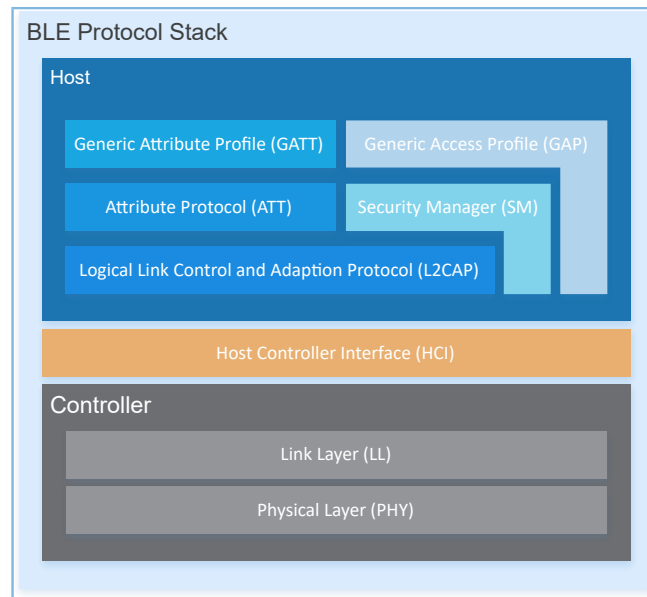 BLE Protocol Stack
Host
Generic Attribute Profile (GATT)
Generic Access Profile (GAP)
Attribute Protocol (ATT)
Security Manager (SM)
Logical Link Control and Adaption Protocol (L2CAP)
Host Controller Interface (HCI)
Controller
Link Layer (LL)
Physical Layer (PHY)